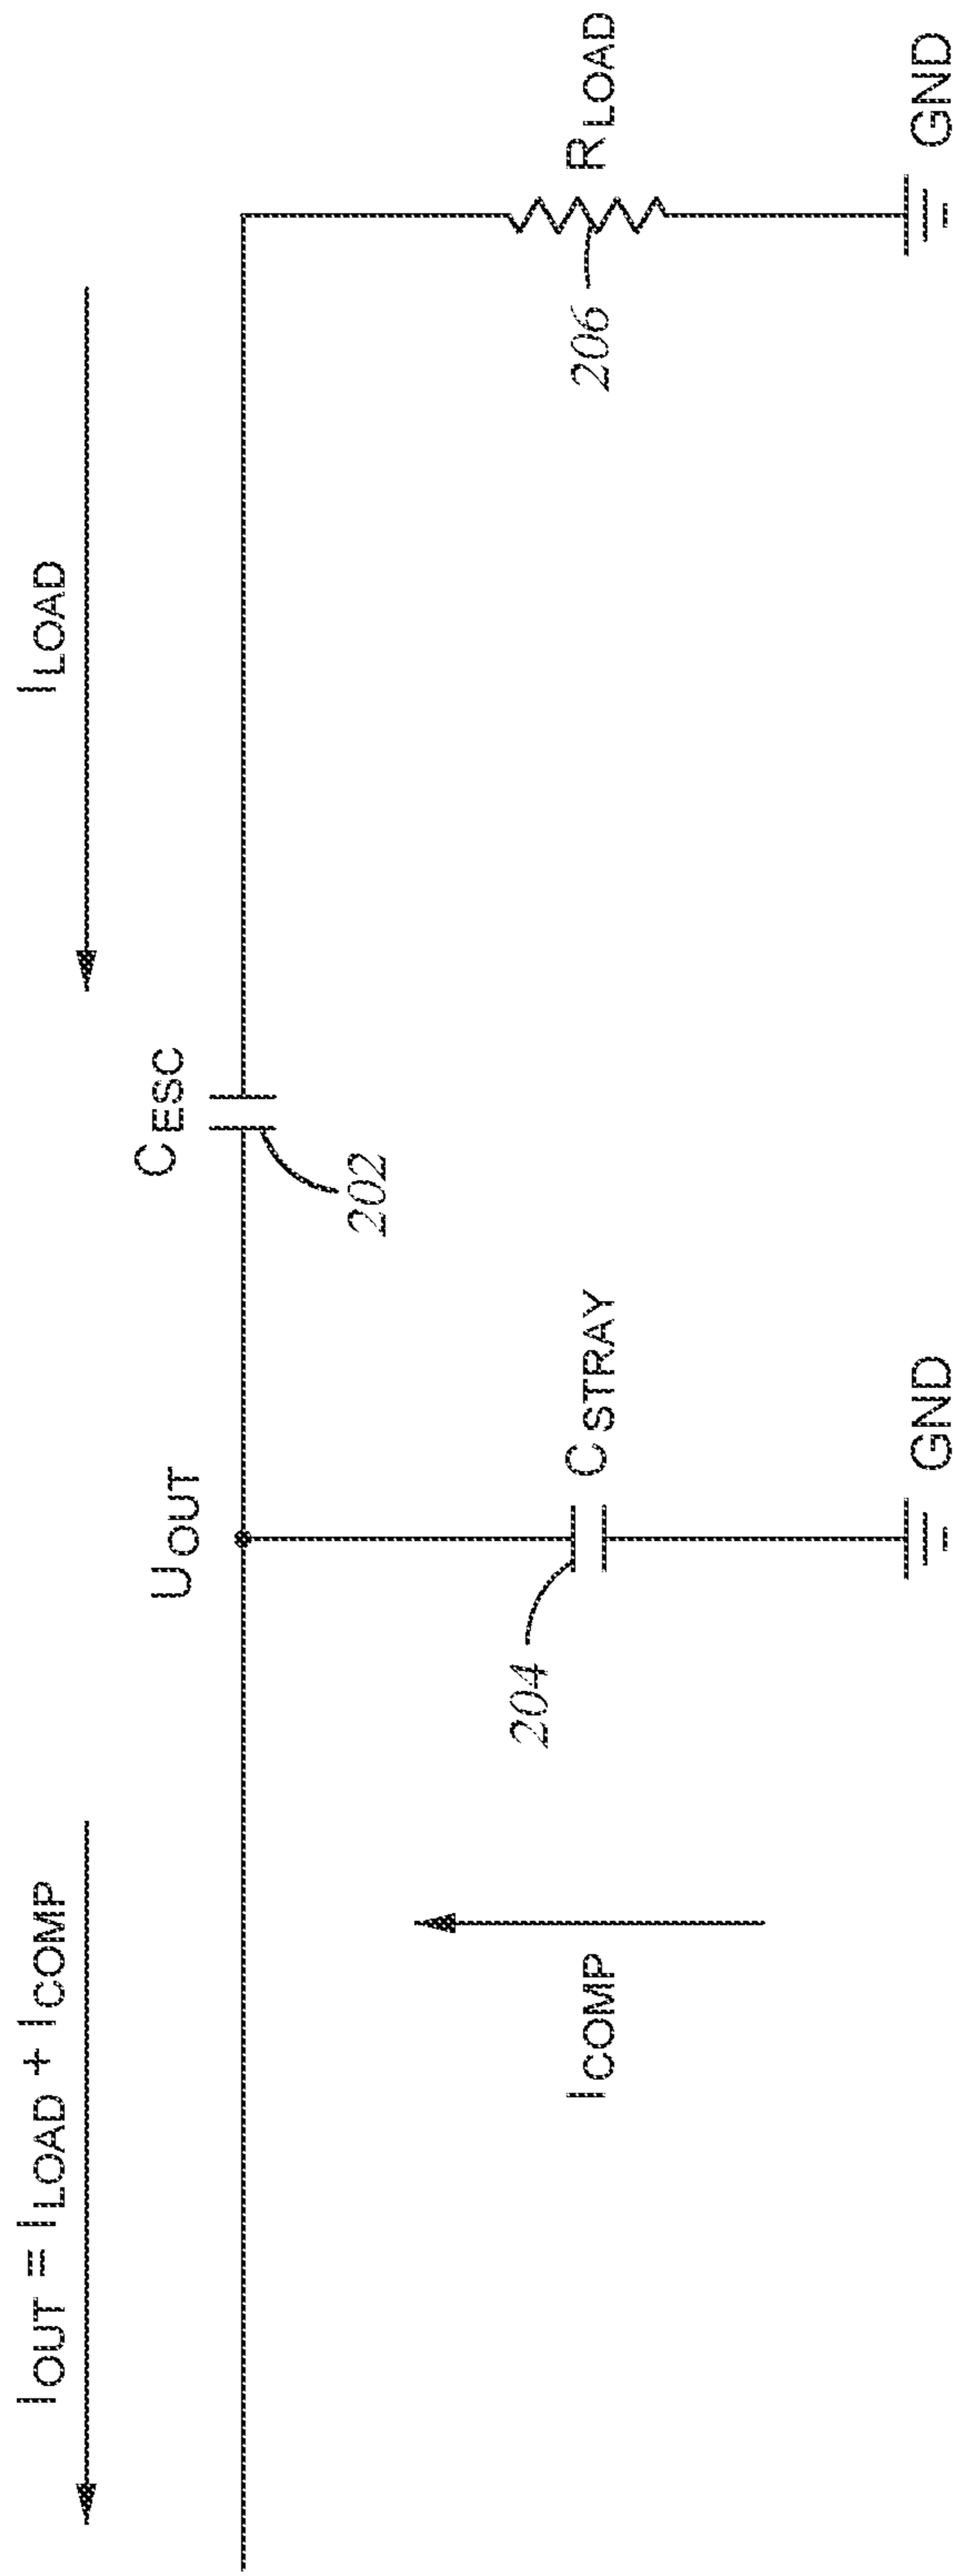 I OUT = I LOAD + I COMP
I LOAD
U OUT
C ESC
202
204
C STRAY
206
R LOAD
I COMP
GND
GND